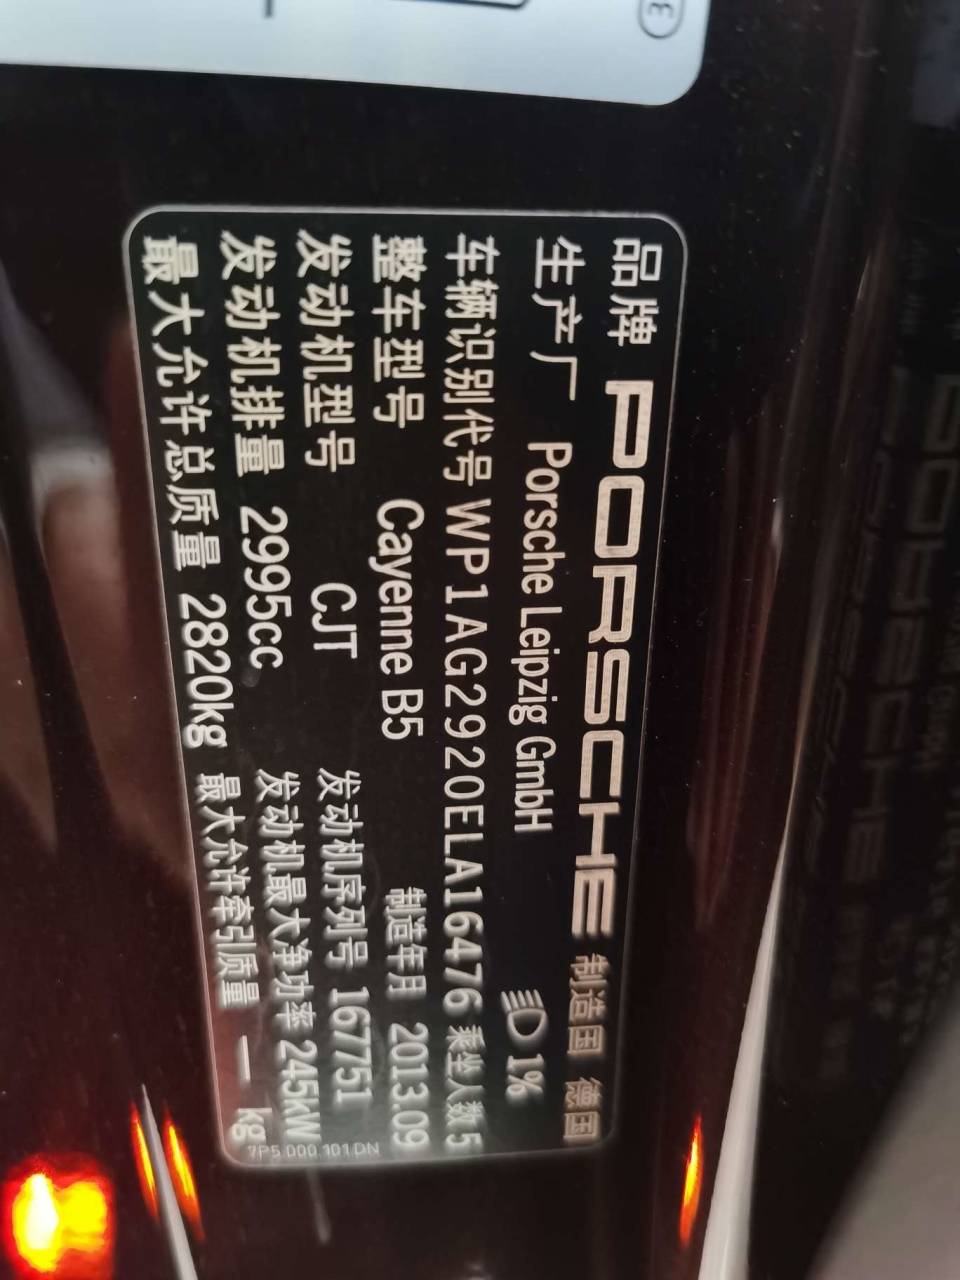 品牌 PORSCHE 制造国 德国
生产厂 Porsche Leipzig GmbH 1%
车辆识别代号 WP1AG2920ELA16476 乘坐人数 5
整车型号 Cayenne B5 制造年月 2013.09
发动机型号 CJT 发动机序列号 167751
发动机排量 2995cc 发动机最大净功率 245kW
最大允许总质量 2820kg 最大允许牵引质量 — kg
7P5.000.101DN
3